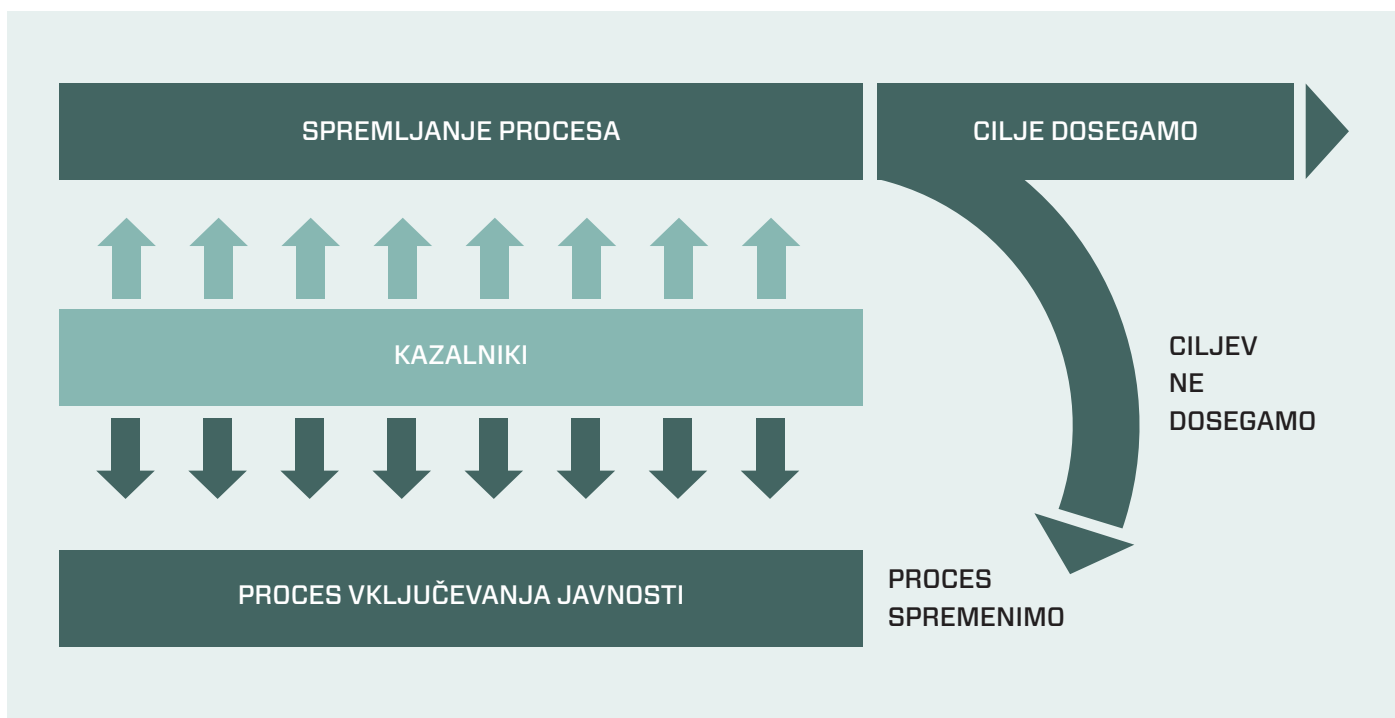 SPREMLJANJE PROCESA
CILJE DOSEGAMO
KAZALNIKI
CILJEV
NE
DOSEGAMO
PROCES VKLJUČEVANJA JAVNOSTI
PROCES
SPREMENIMO